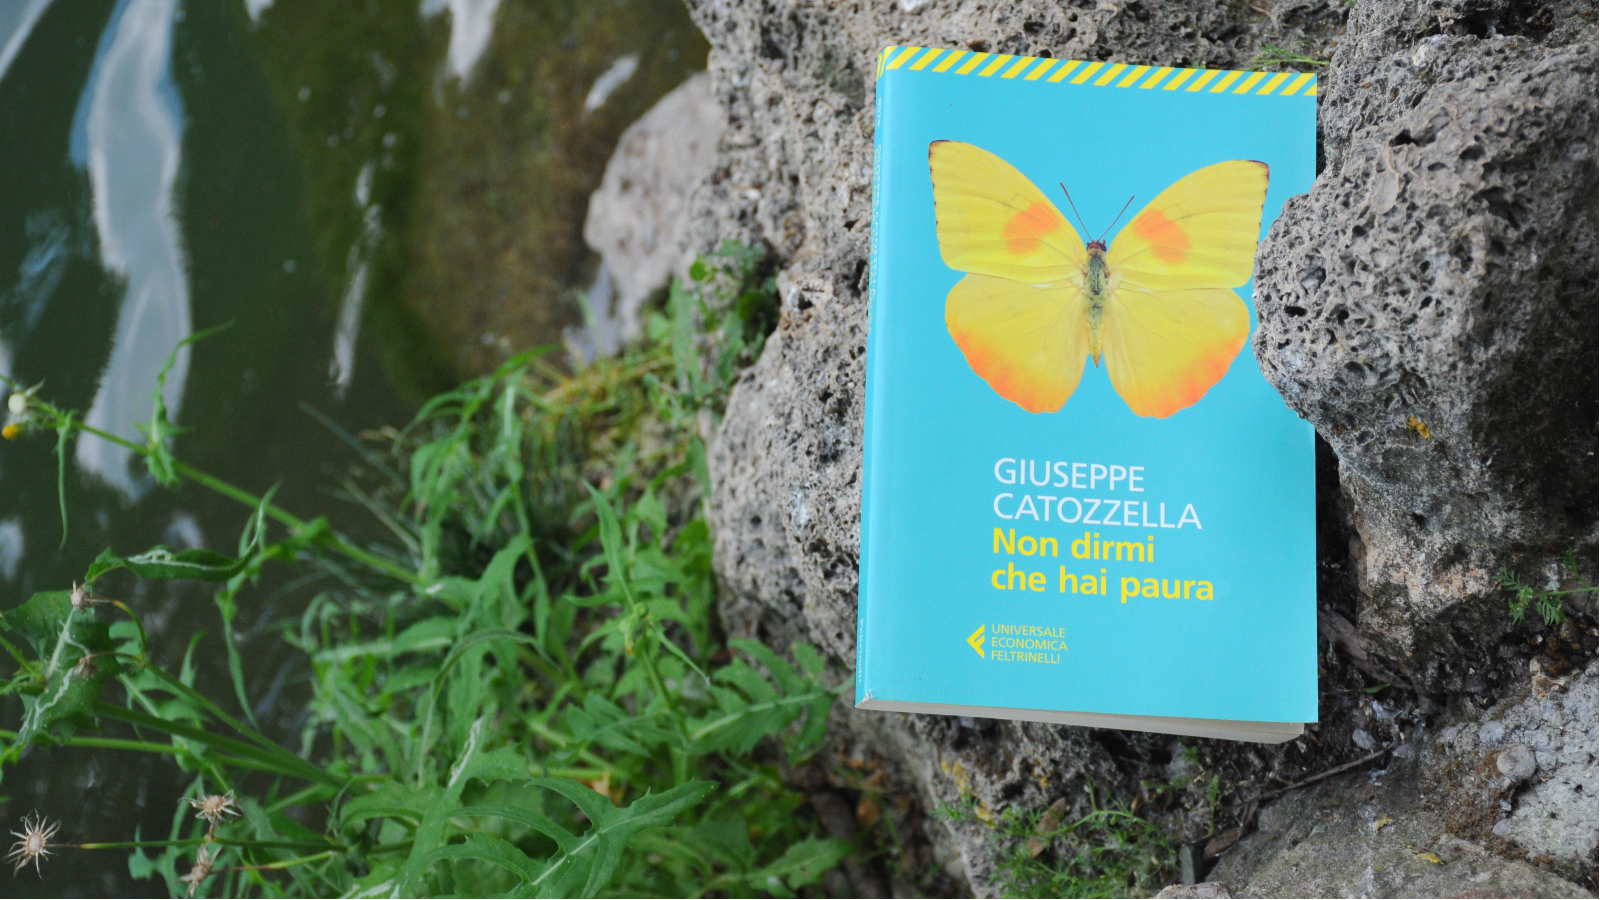 GIUSEPPE
CATOZZELLA
Non dirmi
che hai paura
UNIVERSALE
ECONOMICA
FELTRINELLI